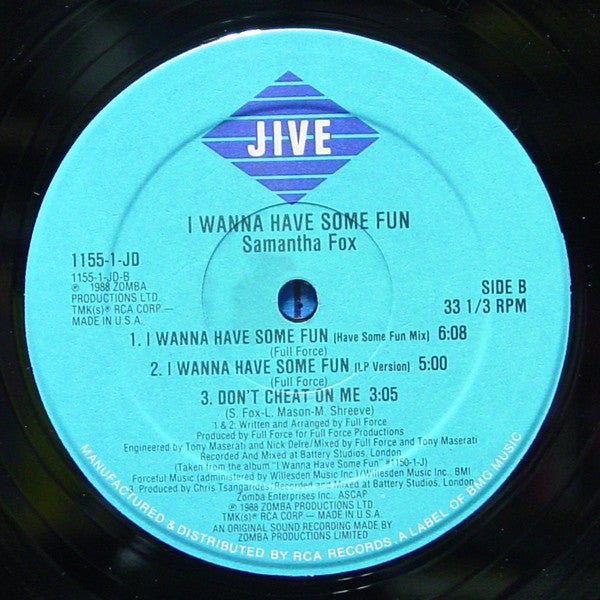 JIVE
I WANNA HAVE SOME FUN
Samantha Fox
1155-1-JD
1155-1-JD-B
℗ 1988 ZOMBA
PRODUCTIONS LTD.
TMK(s)® RCA CORP.—
MADE IN U.S.A.
SIDE B
33 1/3 RPM
1. I WANNA HAVE SOME FUN (Have Some Fun Mix) 6:08
(Full Force)
2. I WANNA HAVE SOME FUN (LP Version) 5:00
(Full Force)
3. DON'T CHEAT ON ME 3:05
(S. Fox-L. Mason-M. Shreeve)
1 & 2: Written and Arranged by Full Force
Produced by Full Force for Full Force Productions
Engineered by Tony Maserati and Nick Delre/Mixed by Full Force and Tony Maserati
Recorded And Mixed at Battery Studios, London
(Taken from the album "I Wanna Have Some Fun" #1150-1-J)
Forceful Music (administered by Willesden Music Inc.)/Willesden Music Inc., BMI
3. Produced by Chris Tsangarides/Recorded and Mixed at Battery Studios, London.
Zomba Enterprises Inc., ASCAP
℗ 1988 ZOMBA PRODUCTIONS LTD
TMK(s)® RCA CORP.— MADE IN U.S.A.
AN ORIGINAL SOUND RECORDING MADE BY
ZOMBA PRODUCTIONS LIMITED
MANUFACTURED & DISTRIBUTED BY RCA RECORDS, A LABEL OF BMG MUSIC